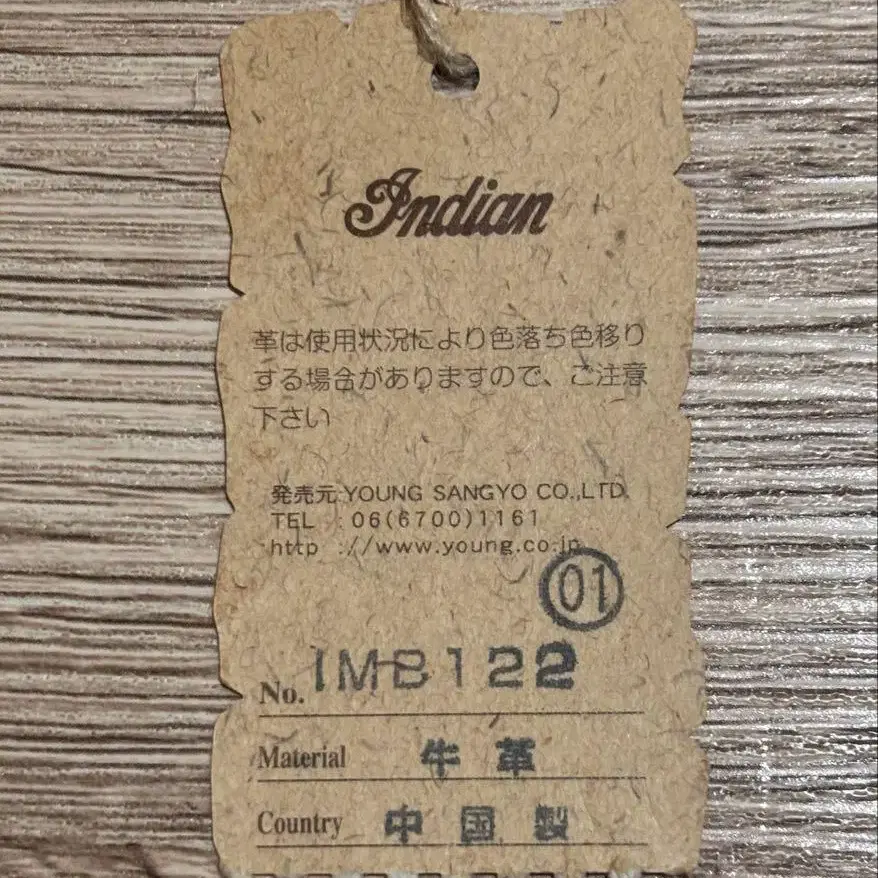 Indian
革は使用状況により色落ち色移り
する場合がありますので、ご注意
下さい
発売元:YOUNG SANGYO CO.,LTD.
TEL : 06(6700)1161
http ://www.young.co.jp
01
No. IMB122
Material 牛革
Country 中国製